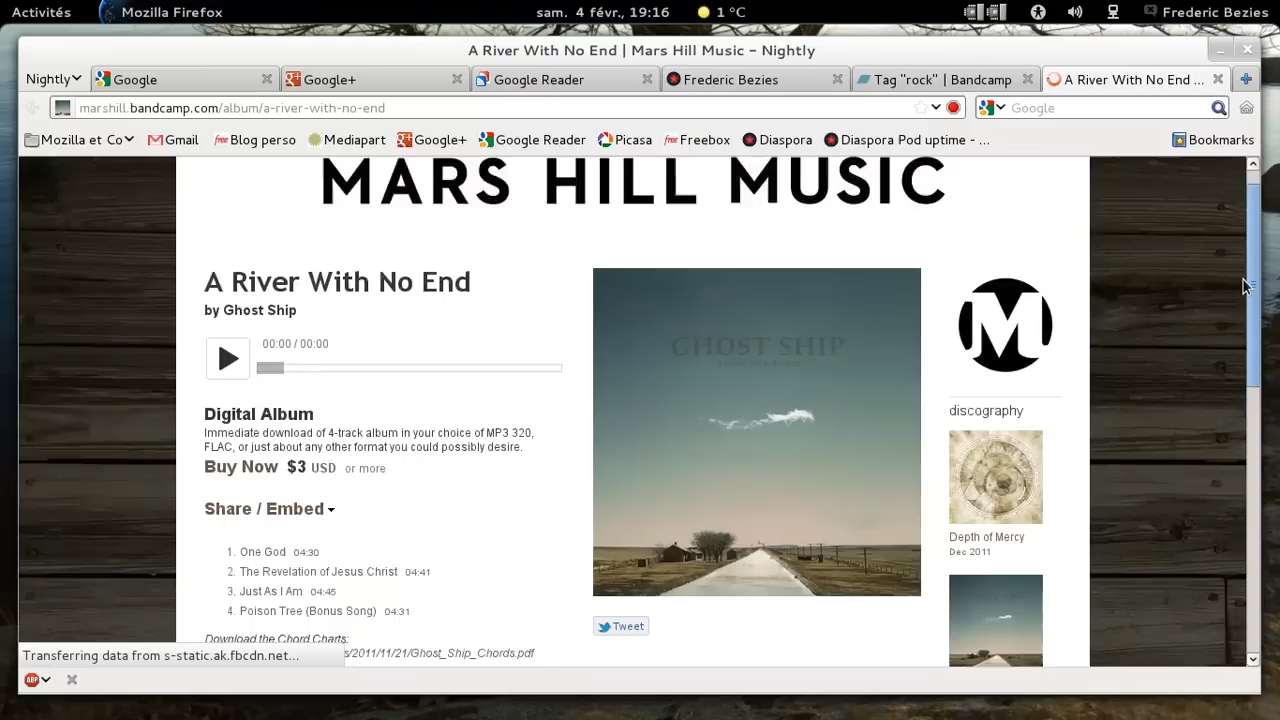 Activités Mozilla Firefox sam. 4 févr., 19:16 1 °C Frederic Bezies
A River With No End | Mars Hill Music - Nightly
Nightly Google Google+ Google Reader Frederic Bezies Tag "rock" | Bandcamp A River With No End ...
marshill.bandcamp.com/album/a-river-with-no-end Google
Mozilla et Co Gmail free Blog perso Mediapart Google+ Google Reader Picasa free Freebox Diaspora Diaspora Pod uptime - ... Bookmarks
MARS HILL MUSIC
A River With No End
by Ghost Ship
00:00 / 00:00
Digital Album
Immediate download of 4-track album in your choice of MP3 320,
FLAC, or just about any other format you could possibly desire.
Buy Now $3 USD or more
Share / Embed
1. One God 04:30
2. The Revelation of Jesus Christ 04:41
3. Just As I Am 04:45
4. Poison Tree (Bonus Song) 04:31
Download the Chord Charts:
s/2011/11/21/Ghost_Ship_Chords.pdf
GHOST SHIP
Tweet
M
discography
Depth of Mercy
Dec 2011
Transferring data from s-static.ak.fbcdn.net...
ABP